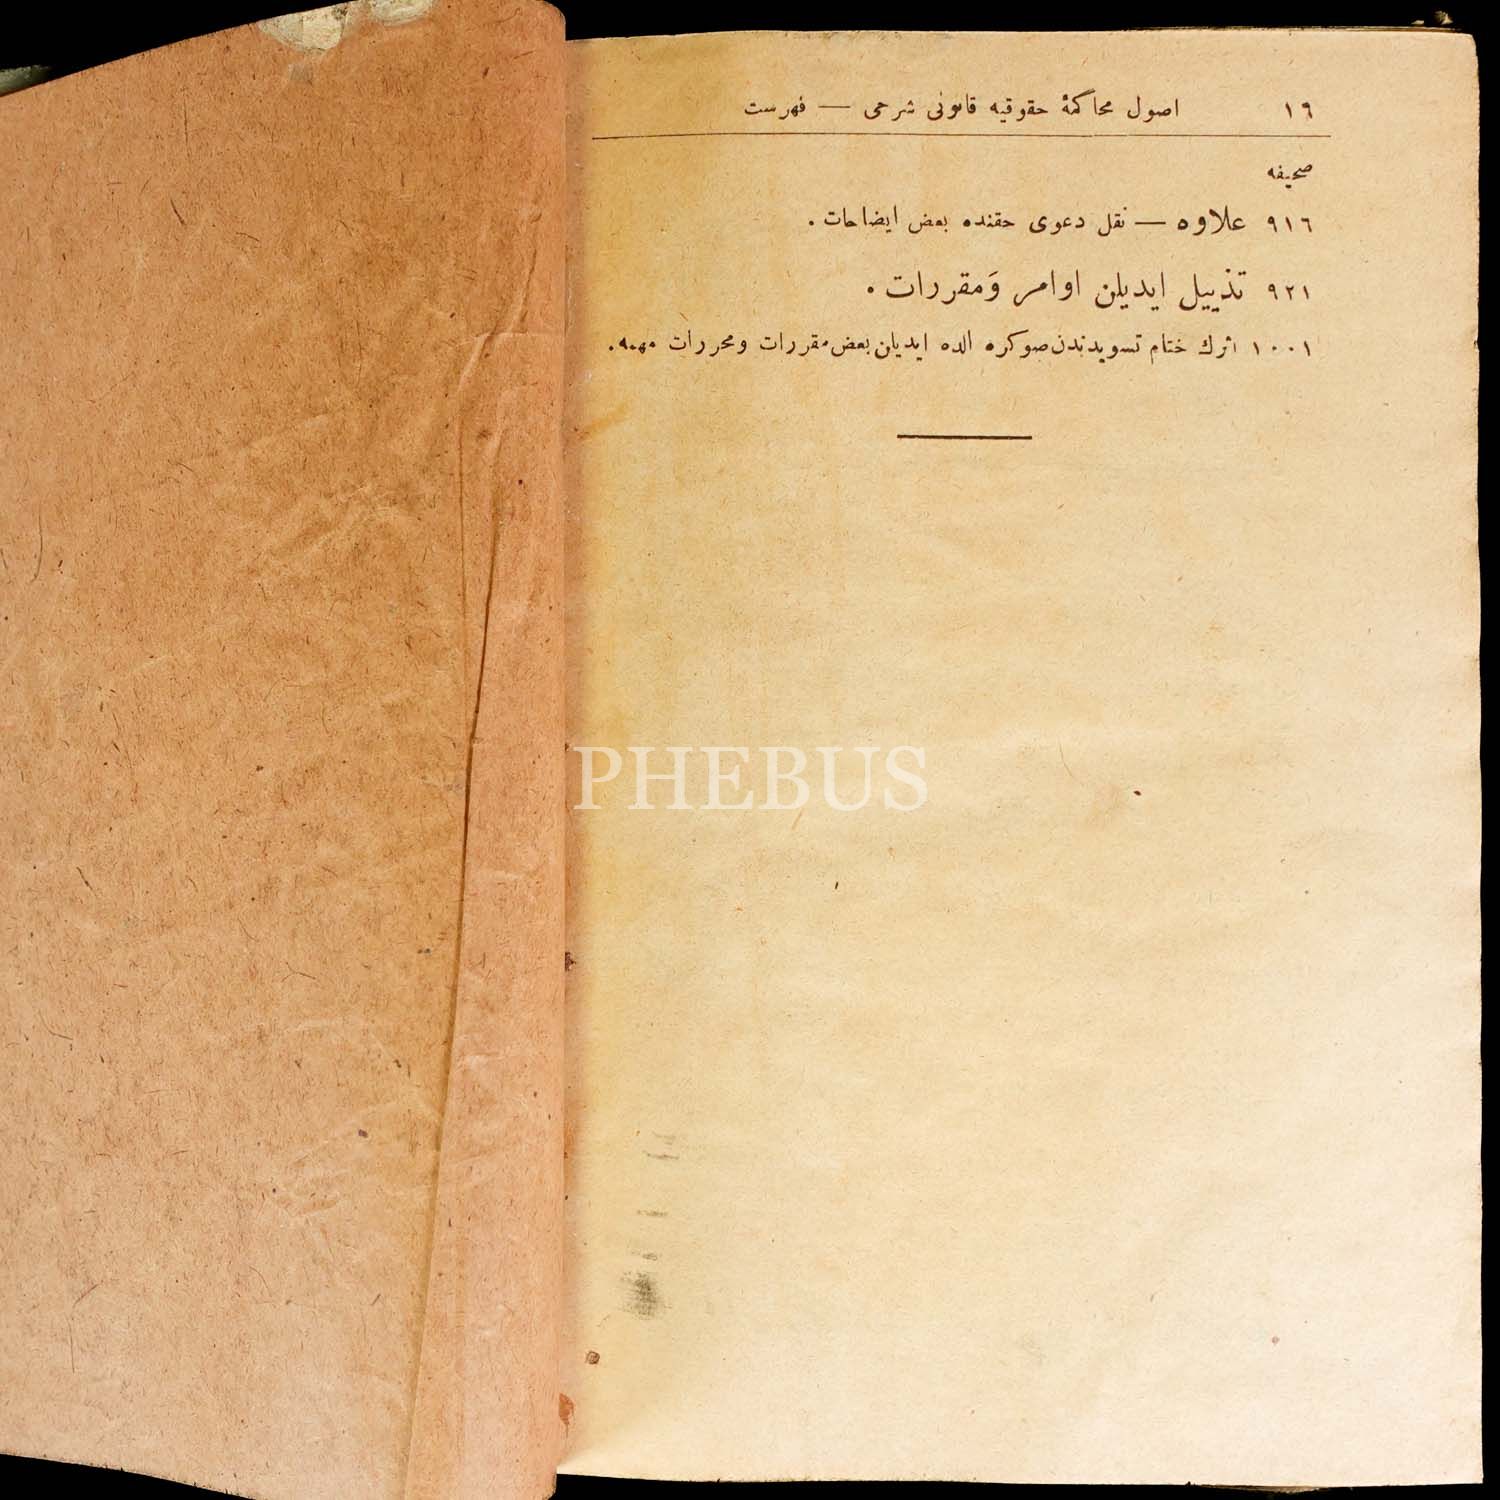 ١٦ اصول محاكمهٔ حقوقيه قانونى شرحى — فهرست
صحيفه
٩١٦ علاوه — نقل دعوى حقنده بعض ايضاحات .
٩٢١ تذييل ايديلن اوامر وَمقررات .
١٠٠١ اثرك ختام تسويدندن صوكره الده ايديلن بعض مقررات ومحررات مهمه .
PHEBUS